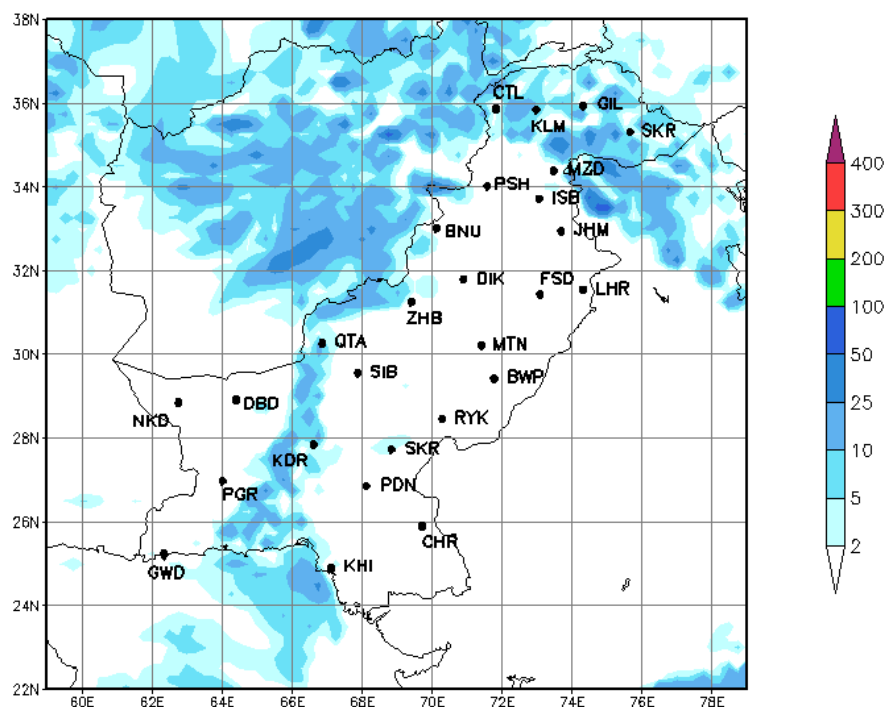 38N
36N
34N
32N
30N
28N
26N
24N
22N
60E 62E 64E 66E 68E 70E 72E 74E 76E 78E
CTL
GIL
KLM
SKR
MZD
PSH
ISB
BNU
JHM
DIK
FSD
LHR
ZHB
QTA
MTN
SIB
BWP
DBD
NKD
RYK
KDR
SKR
PGR
PDN
CHR
GWD
KHI
400
300
200
100
50
25
10
5
2